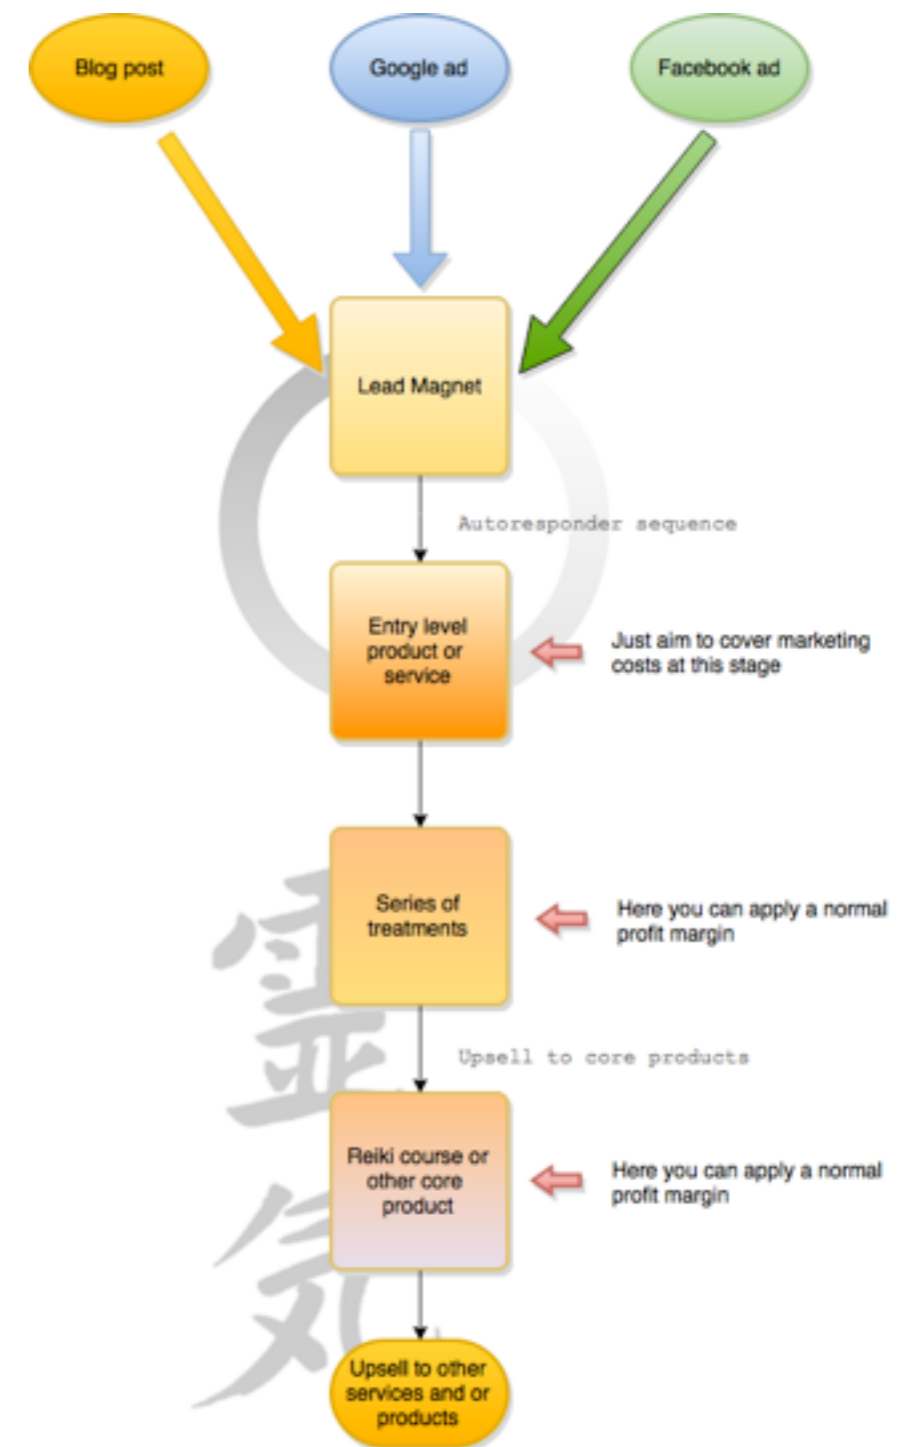 Blog post
Google ad
Facebook ad
Lead Magnet
Autoresponder sequence
Entry level
product or
service
Just aim to cover marketing
costs at this stage
Series of
treatments
Here you can apply a normal
profit margin
Upsell to core products
Reiki course or
other core
product
Here you can apply a normal
profit margin
Upsell to other
services and or
products
霊
気